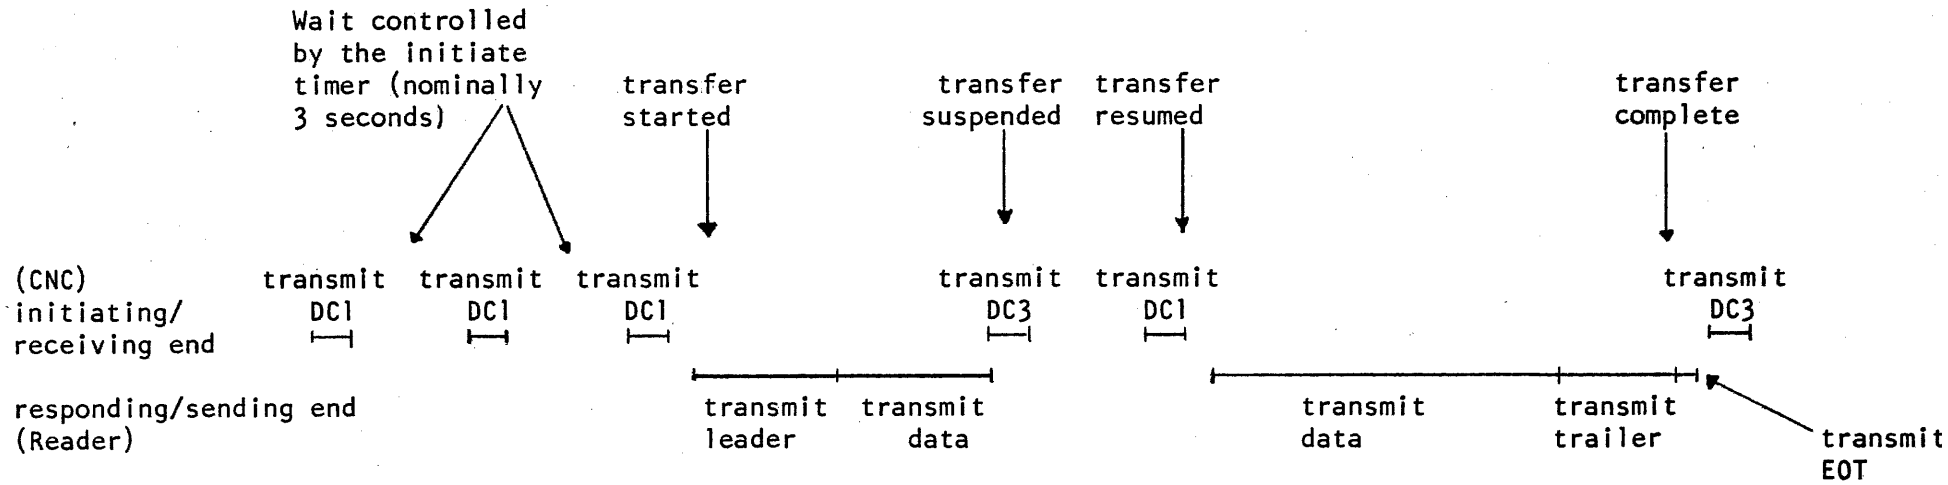 Wait controlled
by the initiate
timer (nominally
3 seconds)
transfer
started
transfer
suspended
transfer
resumed
transfer
complete
(CNC)
initiating/
receiving end
transmit
DC1
transmit
DC1
transmit
DC1
transmit
DC3
transmit
DC1
transmit
DC3
responding/sending end
(Reader)
transmit
leader
transmit
data
transmit
data
transmit
trailer
transmit
EOT